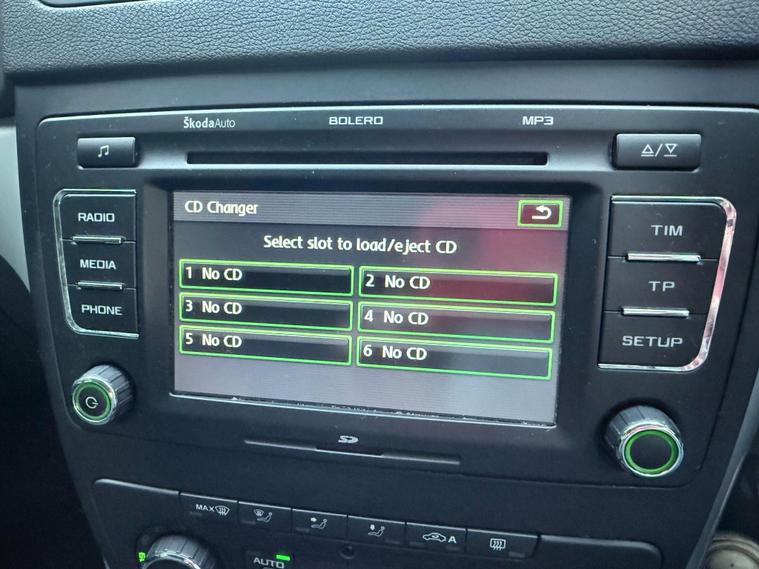 ŠkodaAuto BOLERO MP3
RADIO
MEDIA
PHONE
CD Changer
Select slot to load/eject CD
1 No CD
2 No CD
3 No CD
4 No CD
5 No CD
6 No CD
TIM
TP
SETUP
SD
MAX
A
AUTO